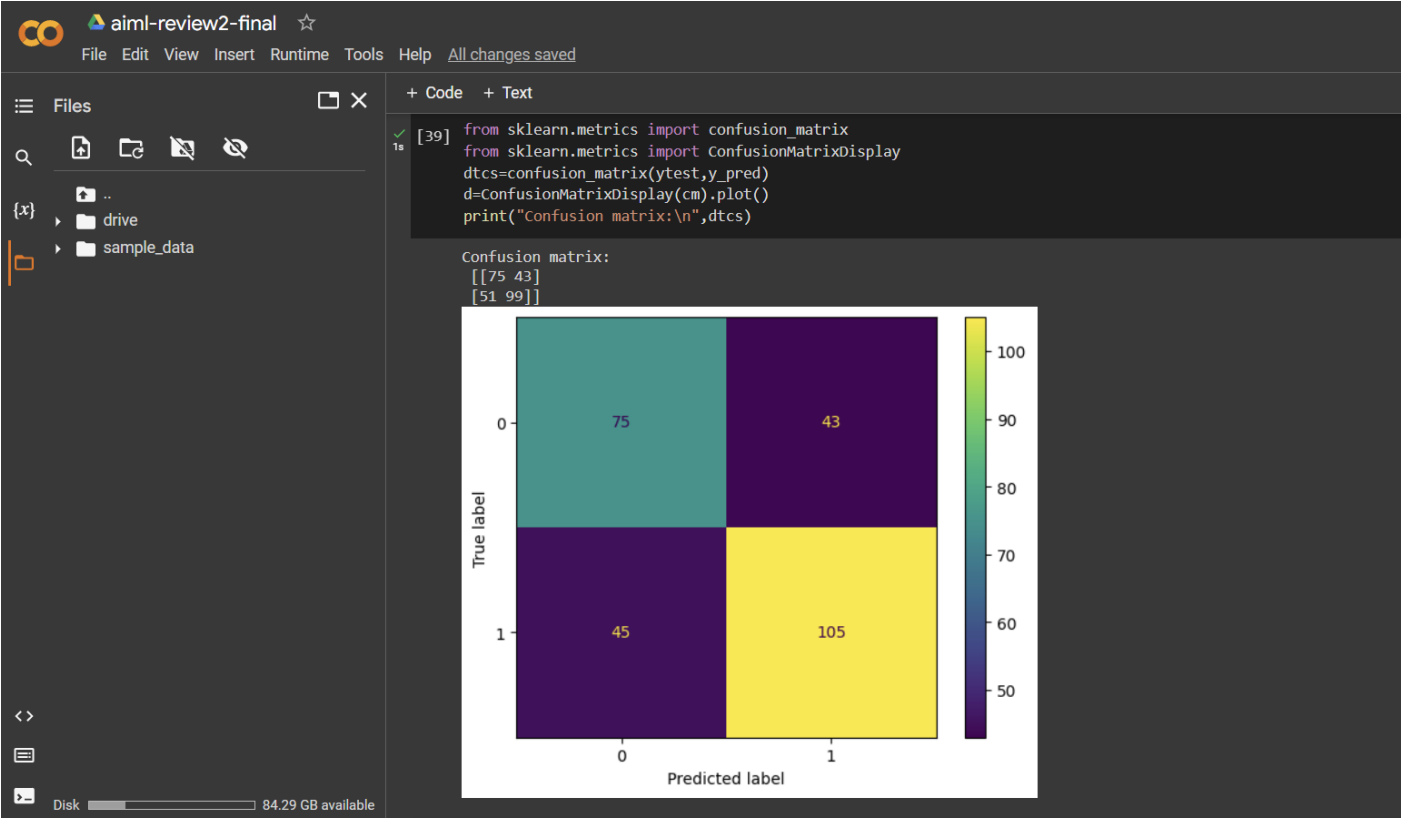 aiml-review2-final
File Edit View Insert Runtime Tools Help All changes saved
Files
..
drive
sample_data
Disk 84.29 GB available
+ Code + Text
1s
[39]
from sklearn.metrics import confusion_matrix
from sklearn.metrics import ConfusionMatrixDisplay
dtcs=confusion_matrix(ytest,y_pred)
d=ConfusionMatrixDisplay(cm).plot()
print("Confusion matrix:\n",dtcs)
Confusion matrix:
[[75 43]
[51 99]]
75 43
45 105
0
1
True label
0 1
Predicted label
100
90
80
70
60
50
{x}
<>